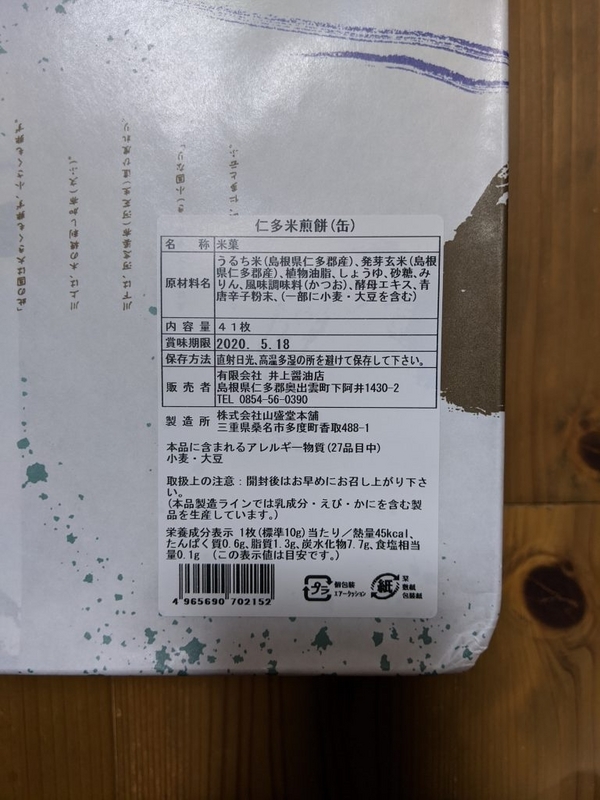 仁多米煎餅(缶)
名 称 米菓
原材料名 うるち米(島根県仁多郡産)、発芽玄米(島根
県仁多郡産)、植物油脂、しょうゆ、砂糖、み
りん、風味調味料(かつお)、酵母エキス、青
唐辛子粉末、(一部に小麦・大豆を含む)
内 容 量 41枚
賞味期限 2020. 5.18
保存方法 直射日光、高温多湿の所を避けて保存して下さい。
販 売 者 有限会社 井上醤油店
島根県仁多郡奥出雲町下阿井1430-2
TEL 0854-56-0390
製 造 所 株式会社山盛堂本舗
三重県桑名市多度町香取488-1
本品に含まれるアレルギー物質(27品目中)
小麦・大豆
取扱上の注意:開封後はお早めにお召し上がり下さ
い。
(本品製造ラインでは乳成分・えび・かにを含む製
品を生産しています。)
栄養成分表示 1枚(標準10g)当たり/熱量45kcal、
たんぱく質0.6g、脂質1.3g、炭水化物7.7g、食塩相当
量0.1g (この表示値は目安です。)
4 965690 702152
プラ
個包装
エアークッション
紙
包装紙